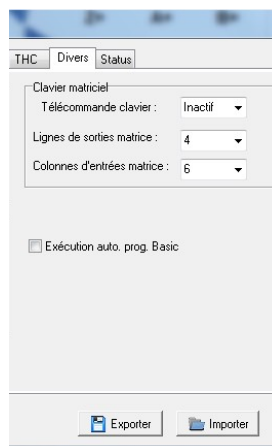 Z+ A+ B+
THC Divers Status
Clavier matriciel
Télécommande clavier : Inactif
Lignes de sorties matrice : 4
Colonnes d'entrées matrice : 6
Exécution auto. prog. Basic
Exporter Importer